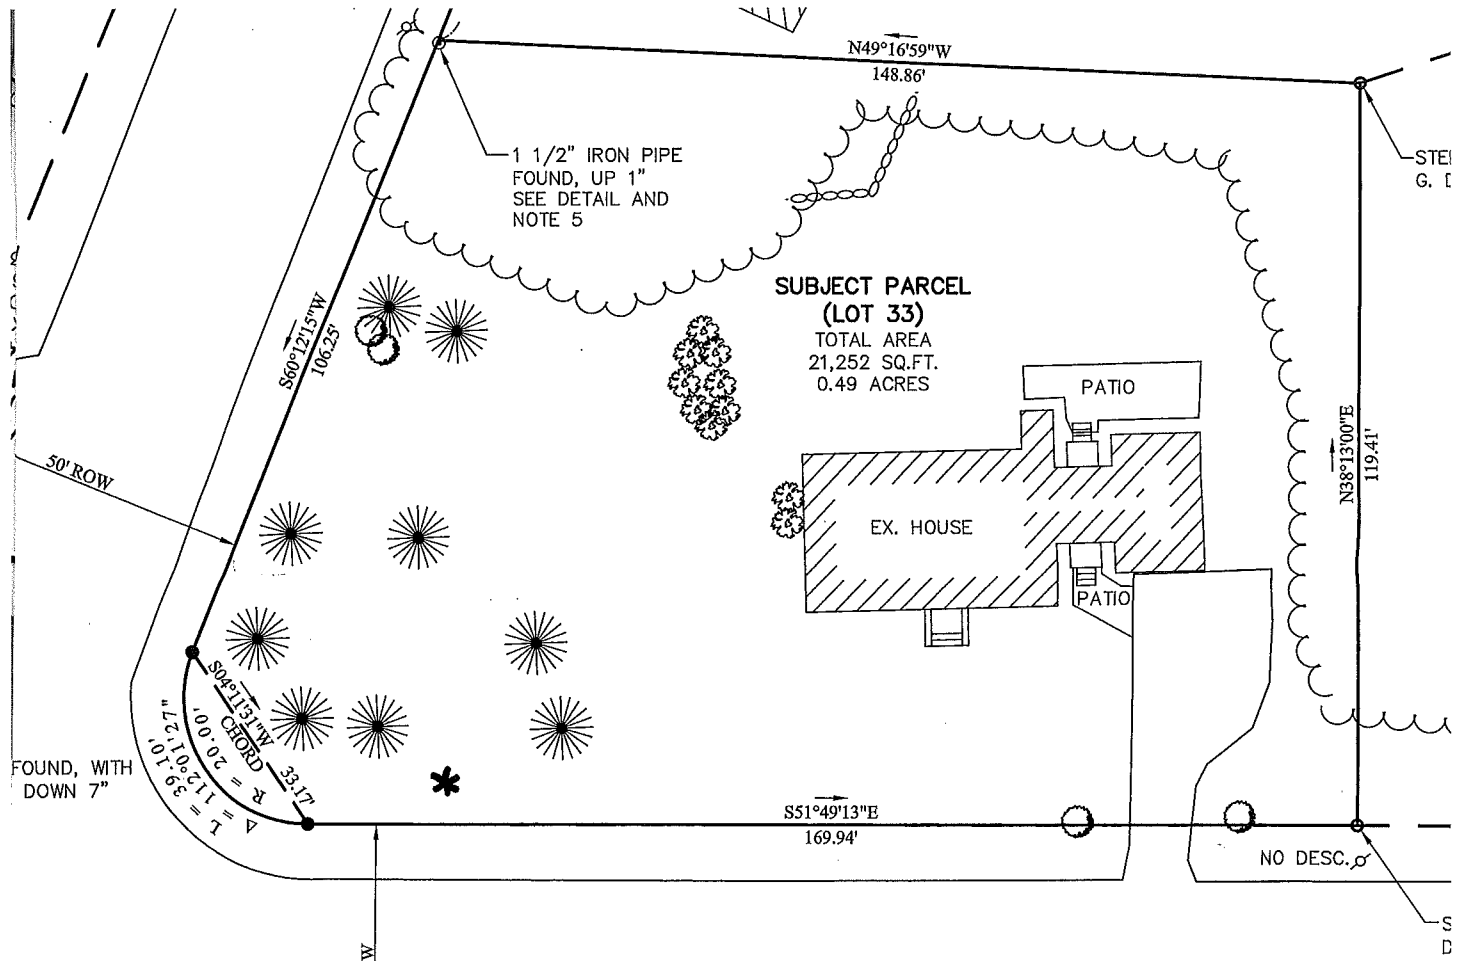 N49°16'59"W
148.86'
1 1/2" IRON PIPE
FOUND, UP 1"
SEE DETAIL AND
NOTE 5
G.
SUBJECT PARCEL
(LOT 33)
TOTAL AREA
21,252 SQ.FT.
0.49 ACRES
S60°12'15"W
106.25'
PATIO
N38°13'00"E
119.41'
50' ROW
EX. HOUSE
PATIO
S04°11'31"W
CHORD
33.17'
R = 20.00'
Δ = 112°01'27"
L = 39.10'
FOUND, WITH
DOWN 7"
S51°49'13"E
169.94'
NO DESC.
W